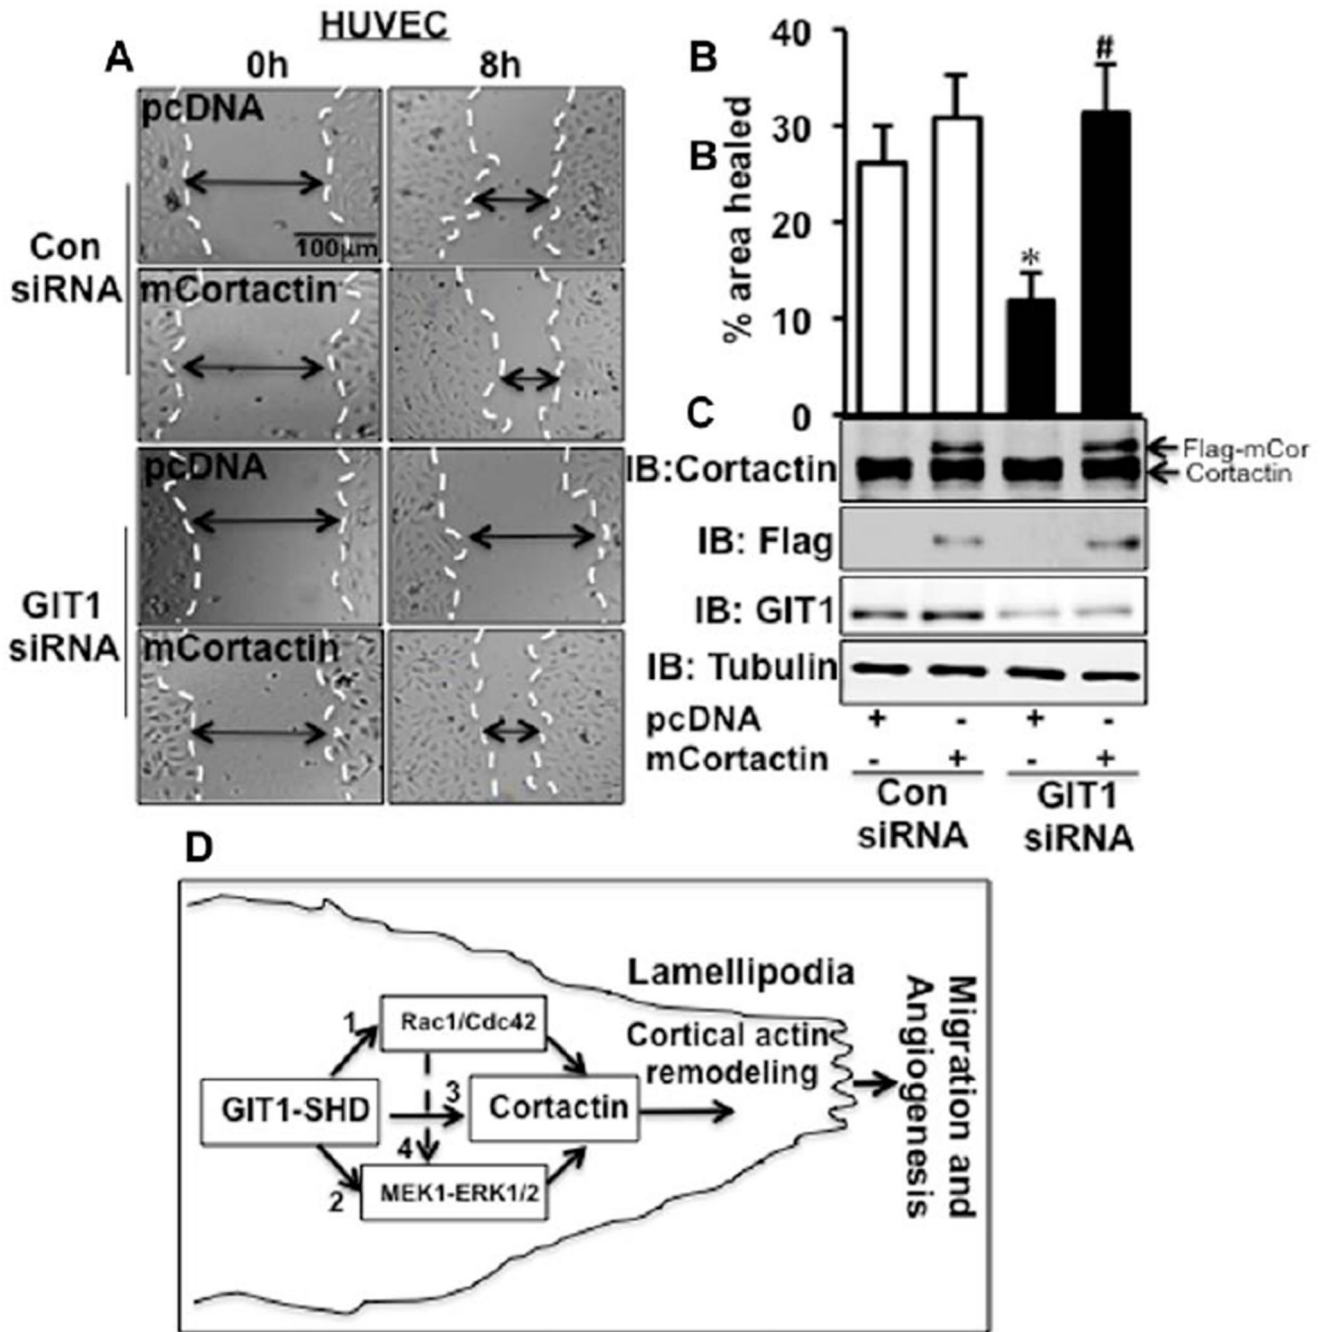 HUVEC
A
0h
8h
pcDNA
100μm
Con
siRNA
mCortactin
pcDNA
GIT1
siRNA
mCortactin
B
B
% area healed
40
30
20
10
0
*
#
C
IB:Cortactin
Flag-mCor
Cortactin
IB: Flag
IB: GIT1
IB: Tubulin
pcDNA + - + -
mCortactin - + - +
Con
siRNA
GIT1
siRNA
D
Lamellipodia
Cortical actin
remodeling
1
Rac1/Cdc42
GIT1-SHD
3
Cortactin
4
2
MEK1-ERK1/2
Migration and
Angiogenesis